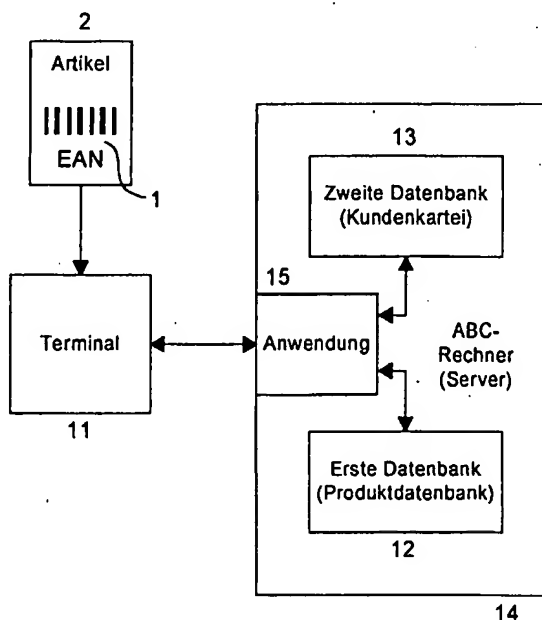 2
Artikel
EAN
1
Terminal
11
13
Zweite Datenbank
(Kundenkartei)
15
Anwendung
ABC-
Rechner
(Server)
Erste Datenbank
(Produktdatenbank)
12
14